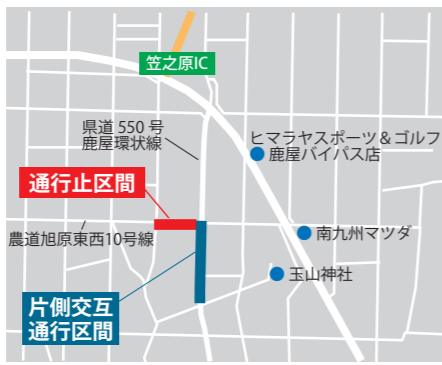 笠之原IC
県道550号
鹿屋環状線
ヒマラヤスポーツ&ゴルフ
鹿屋バイパス店
通行止区間
農道旭原東西10号線
南九州マツダ
玉山神社
片側交互
通行区間